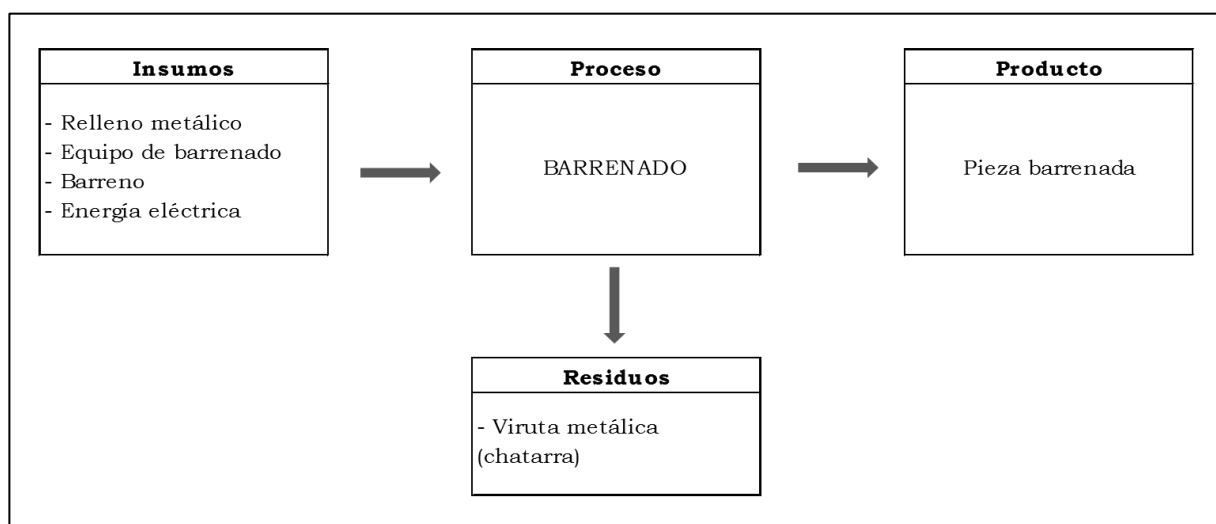 Insumos
- Relleno metálico
- Equipo de barrenado
- Barreno
- Energía eléctrica
Proceso
BARRENADO
Producto
Pieza barrenada
Residuos
- Viruta metálica
(chatarra)